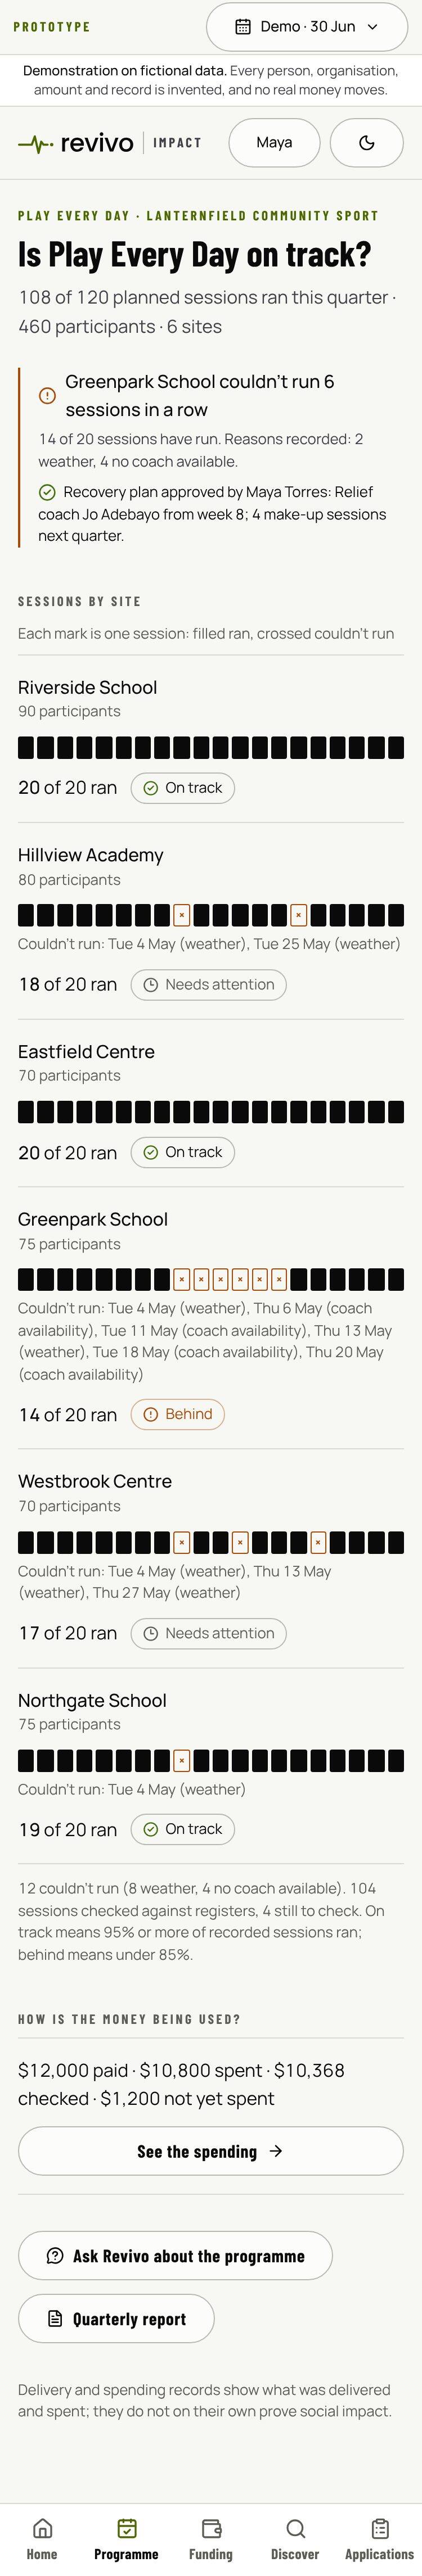 PROTOTYPE
Demo · 30 Jun
Demonstration on fictional data. Every person, organisation,
amount and record is invented, and no real money moves.
revivo
IMPACT
Maya
PLAY EVERY DAY · LANTERNFIELD COMMUNITY SPORT
Is Play Every Day on track?
108 of 120 planned sessions ran this quarter ·
460 participants · 6 sites
Greenpark School couldn't run 6
sessions in a row
14 of 20 sessions have run. Reasons recorded: 2
weather, 4 no coach available.
Recovery plan approved by Maya Torres: Relief
coach Jo Adebayo from week 8; 4 make-up sessions
next quarter.
SESSIONS BY SITE
Each mark is one session: filled ran, crossed couldn't run
Riverside School
90 participants
20 of 20 ran
On track
Hillview Academy
80 participants
Couldn't run: Tue 4 May (weather), Tue 25 May (weather)
18 of 20 ran
Needs attention
Eastfield Centre
70 participants
20 of 20 ran
On track
Greenpark School
75 participants
Couldn't run: Tue 4 May (weather), Thu 6 May (coach
availability), Tue 11 May (coach availability), Thu 13 May
(weather), Tue 18 May (coach availability), Thu 20 May
(coach availability)
14 of 20 ran
Behind
Westbrook Centre
70 participants
Couldn't run: Tue 4 May (weather), Thu 13 May
(weather), Thu 27 May (weather)
17 of 20 ran
Needs attention
Northgate School
75 participants
Couldn't run: Tue 4 May (weather)
19 of 20 ran
On track
12 couldn't run (8 weather, 4 no coach available). 104
sessions checked against registers, 4 still to check. On
track means 95% or more of recorded sessions ran;
behind means under 85%.
HOW IS THE MONEY BEING USED?
$12,000 paid · $10,800 spent · $10,368
checked · $1,200 not yet spent
See the spending →
Ask Revivo about the programme
Quarterly report
Delivery and spending records show what was delivered
and spent; they do not on their own prove social impact.
Home
Programme
Funding
Discover
Applications